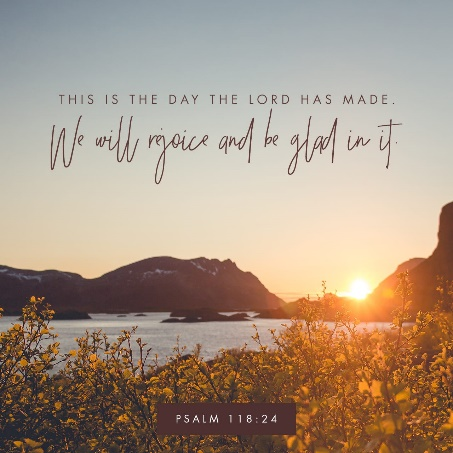 THIS IS THE DAY THE LORD HAS MADE.
We will rejoice and be glad in it.
PSALM 118:24